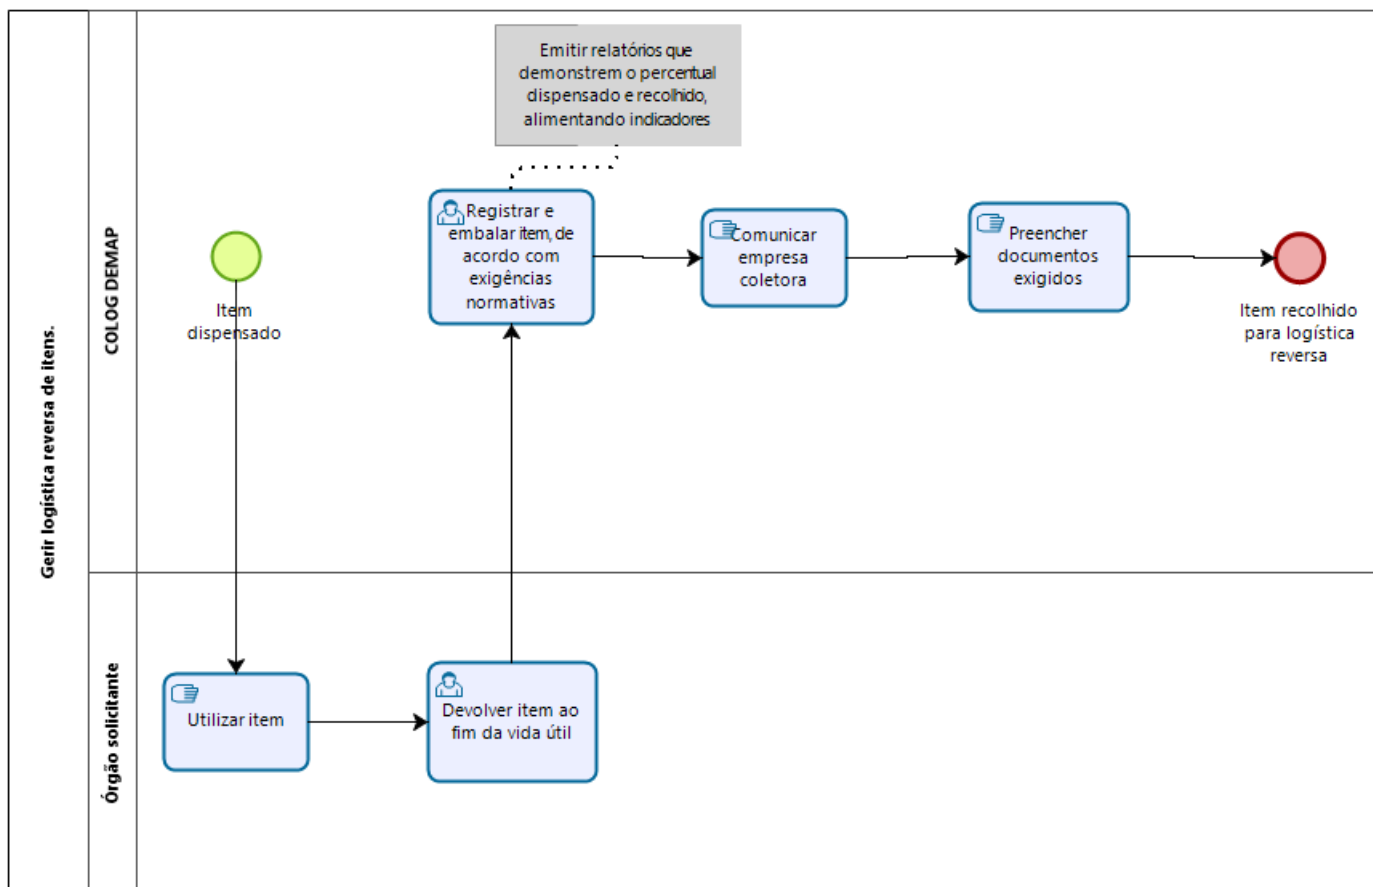 Gerir logística reversa de itens.
COLOG DEMAP
Emitir relatórios que
demonstrem o percentual
dispensado e recolhido,
alimentando indicadores
Item
dispensado
Registrar e
embalar item, de
acordo com
exigências
normativas
Comunicar
empresa
coletora
Preencher
documentos
exigidos
Item recolhido
para logística
reversa
Órgão solicitante
Utilizar item
Devolver item ao
fim da vida útil